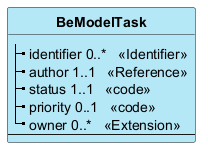 BeModelTask
identifier 0..* «Identifier»
author 1..1 «Reference»
status 1..1 «code»
priority 0..1 «code»
owner 0..* «Extension»